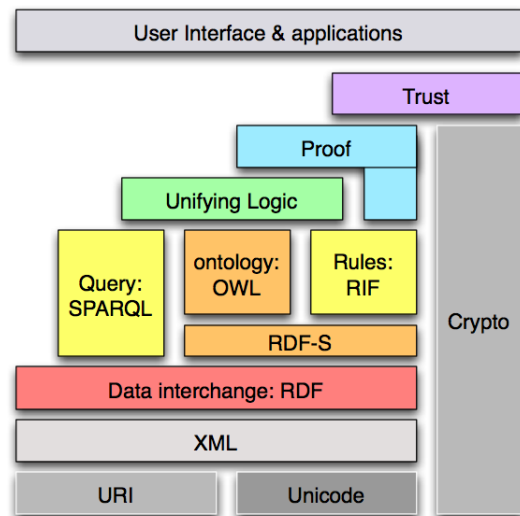 User Interface & applications
Trust
Proof
Unifying Logic
Query:
SPARQL
ontology:
OWL
Rules:
RIF
Crypto
RDF-S
Data interchange: RDF
XML
URI
Unicode